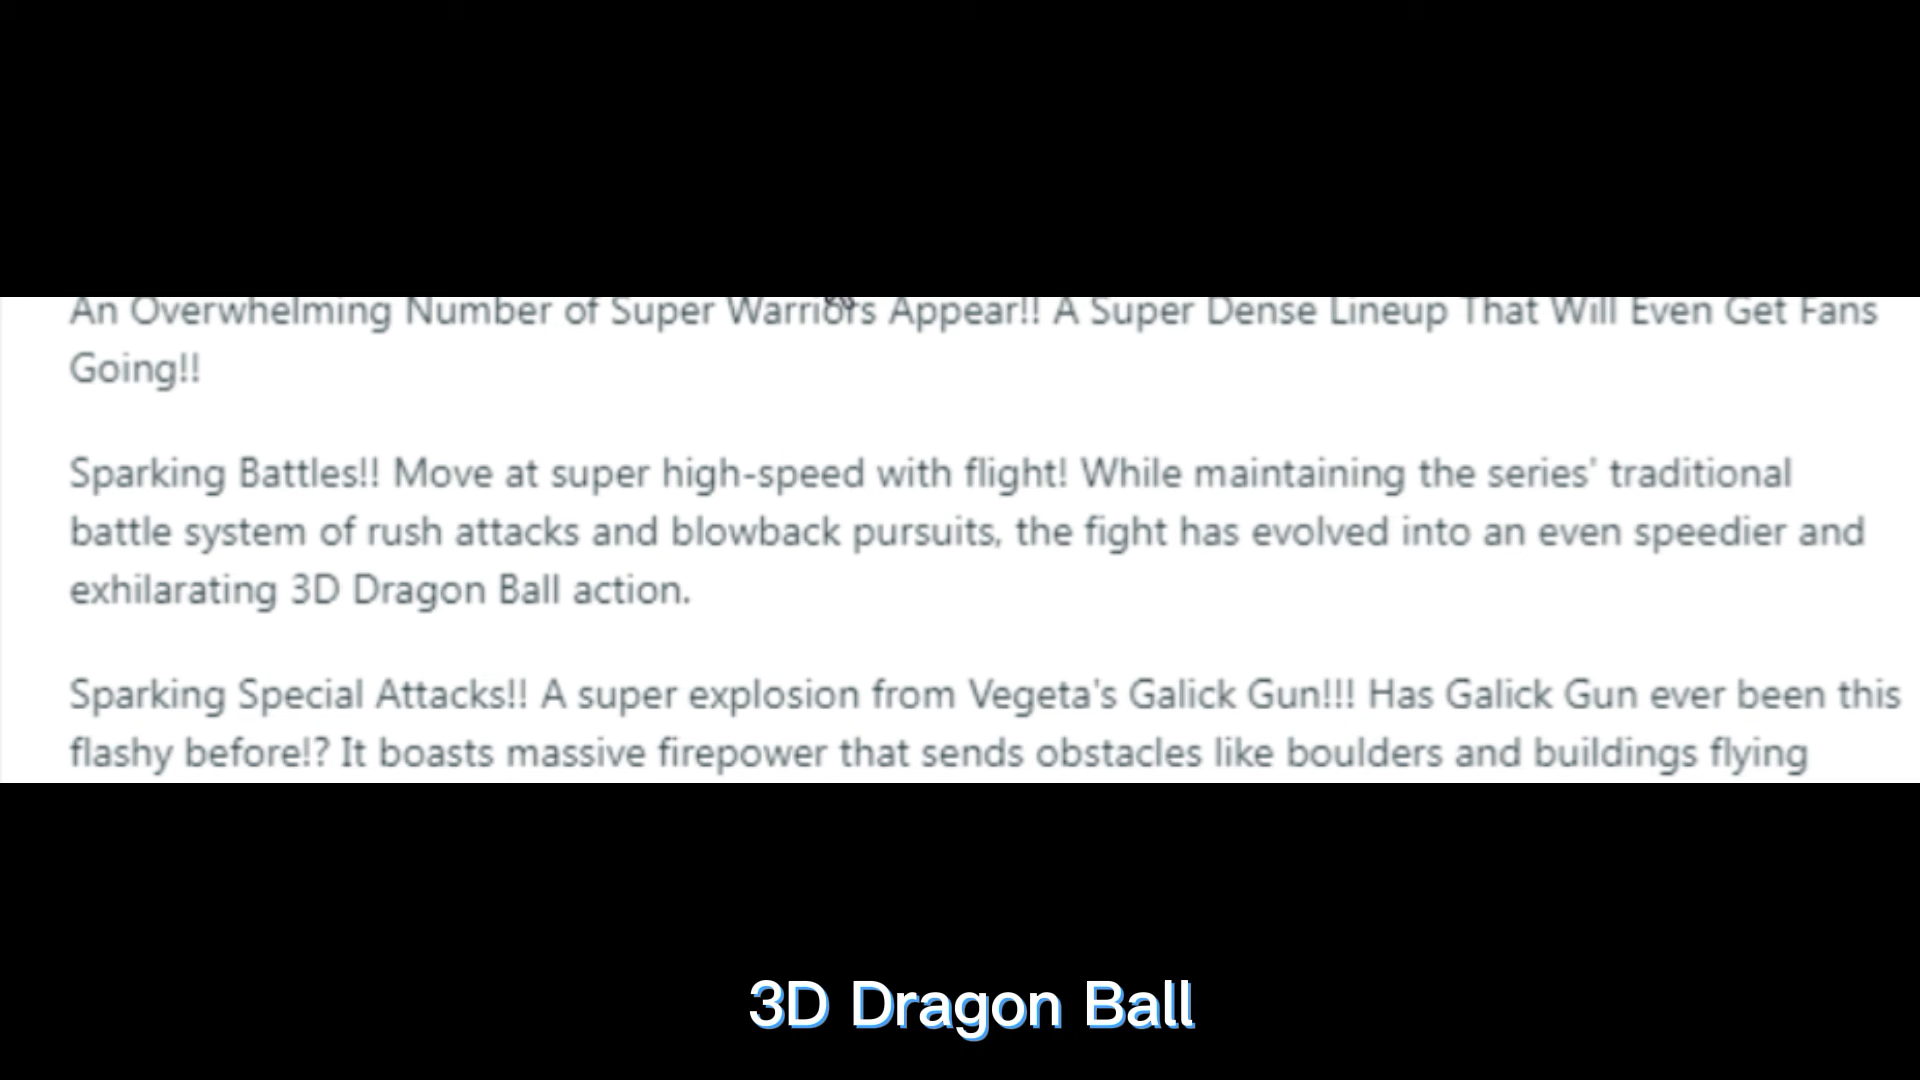 An Overwhelming Number of Super Warriors Appear!! A Super Dense Lineup That Will Even Get Fans
Going!!
Sparking Battles!! Move at super high-speed with flight! While maintaining the series' traditional
battle system of rush attacks and blowback pursuits, the fight has evolved into an even speedier and
exhilarating 3D Dragon Ball action.
Sparking Special Attacks!! A super explosion from Vegeta's Galick Gun!!! Has Galick Gun ever been this
flashy before!? It boasts massive firepower that sends obstacles like boulders and buildings flying
3D Dragon Ball